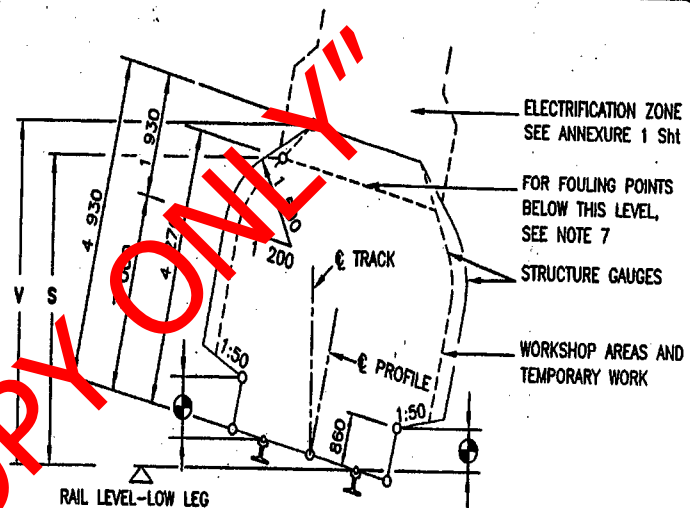 COPY ONLY"
ELECTRIFICATION ZONE
SEE ANNEXURE 1 Sht
FOR FOULING POINTS
BELOW THIS LEVEL,
SEE NOTE 7
STRUCTURE GAUGES
WORKSHOP AREAS AND
TEMPORARY WORK
4 930
1 930
V
S
1 200
℄ TRACK
℄ PROFILE
1:50
1:50
860
RAIL LEVEL-LOW LEG